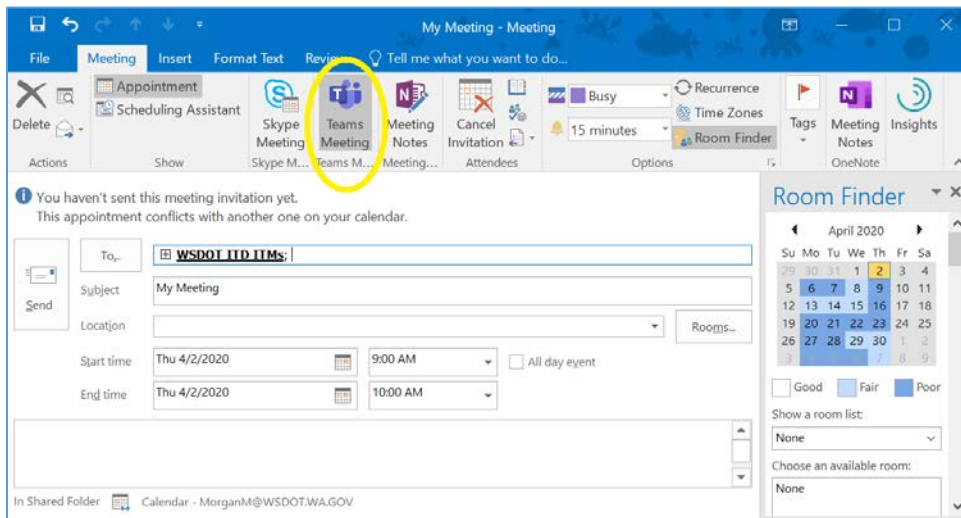 My Meeting - Meeting
File Meeting Insert Format Text Review Tell me what you want to do...
Delete
Actions
Appointment
Scheduling Assistant
Show
Skype Meeting
Skype M...
Teams Meeting
Teams M...
Meeting Notes
Meeting...
Cancel Invitation
Attendees
Busy
15 minutes
Recurrence
Time Zones
Room Finder
Options
Tags
Meeting Notes
OneNote
Insights
You haven't sent this meeting invitation yet.
This appointment conflicts with another one on your calendar.
Send
To...
WSDOT ITD ITMs;
Subject My Meeting
Location Rooms...
Start time Thu 4/2/2020 9:00 AM All day event
End time Thu 4/2/2020 10:00 AM
In Shared Folder Calendar - MorganM@WSDOT.WA.GOV
Room Finder
April 2020
Su Mo Tu We Th Fr Sa
29 30 31 1 2 3 4
5 6 7 8 9 10 11
12 13 14 15 16 17 18
19 20 21 22 23 24 25
26 27 28 29 30 1 2
3 7 8 9
Good Fair Poor
Show a room list:
None
Choose an available room:
None